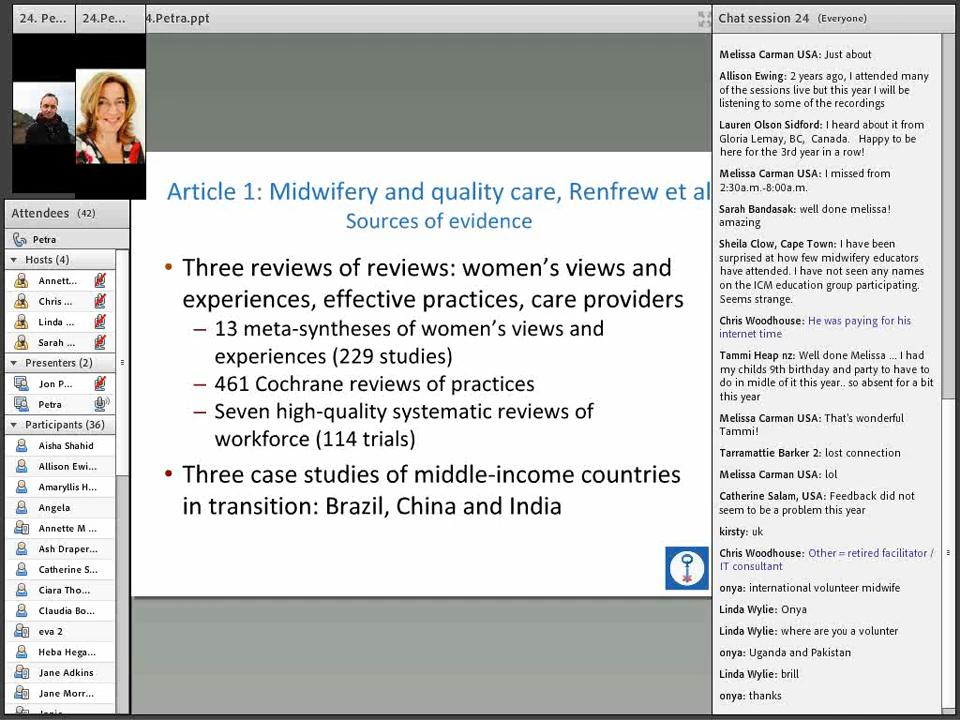 24. Pe...
24.Pe...
4.Petra.ppt
Attendees (42)
Petra
Hosts (4)
Annett...
Chris ...
Linda ...
Sarah ...
Presenters (2)
Jon P...
Petra
Participants (36)
Aisha Shahid
Allison Ewi...
Amaryllis H...
Angela
Annette M ...
Ash Draper...
Catherine S...
Ciara Tho...
Claudia Bo...
eva 2
Heba Hega...
Jane Adkins
Jane Morr...
Article 1: Midwifery and quality care, Renfrew et al
Sources of evidence
• Three reviews of reviews: women's views and
experiences, effective practices, care providers
– 13 meta-syntheses of women's views and
experiences (229 studies)
– 461 Cochrane reviews of practices
– Seven high-quality systematic reviews of
workforce (114 trials)
• Three case studies of middle-income countries
in transition: Brazil, China and India
Chat session 24 (Everyone)
Melissa Carman USA: Just about
Allison Ewing: 2 years ago, I attended many
of the sessions live but this year I will be
listening to some of the recordings
Lauren Olson Sidford: I heard about it from
Gloria Lemay, BC, Canada. Happy to be
here for the 3rd year in a row!
Melissa Carman USA: I missed from
2:30a.m.-8:00a.m.
Sarah Bandasak: well done melissa!
amazing
Sheila Clow, Cape Town: I have been
surprised at how few midwifery educators
have attended. I have not seen any names
on the ICM education group participating.
Seems strange.
Chris Woodhouse: He was paying for his
internet time
Tammi Heap nz: Well done Melissa ... I had
my childs 9th birthday and party to have to
do in midle of it this year.. so absent for a bit
this year
Melissa Carman USA: That's wonderful
Tammi!
Tarramattie Barker 2: lost connection
Melissa Carman USA: lol
Catherine Salam, USA: Feedback did not
seem to be a problem this year
kirsty: uk
Chris Woodhouse: Other = retired facilitator /
IT consultant
onya: international volunteer midwife
Linda Wylie: Onya
Linda Wylie: where are you a volunter
onya: Uganda and Pakistan
Linda Wylie: brill
onya: thanks